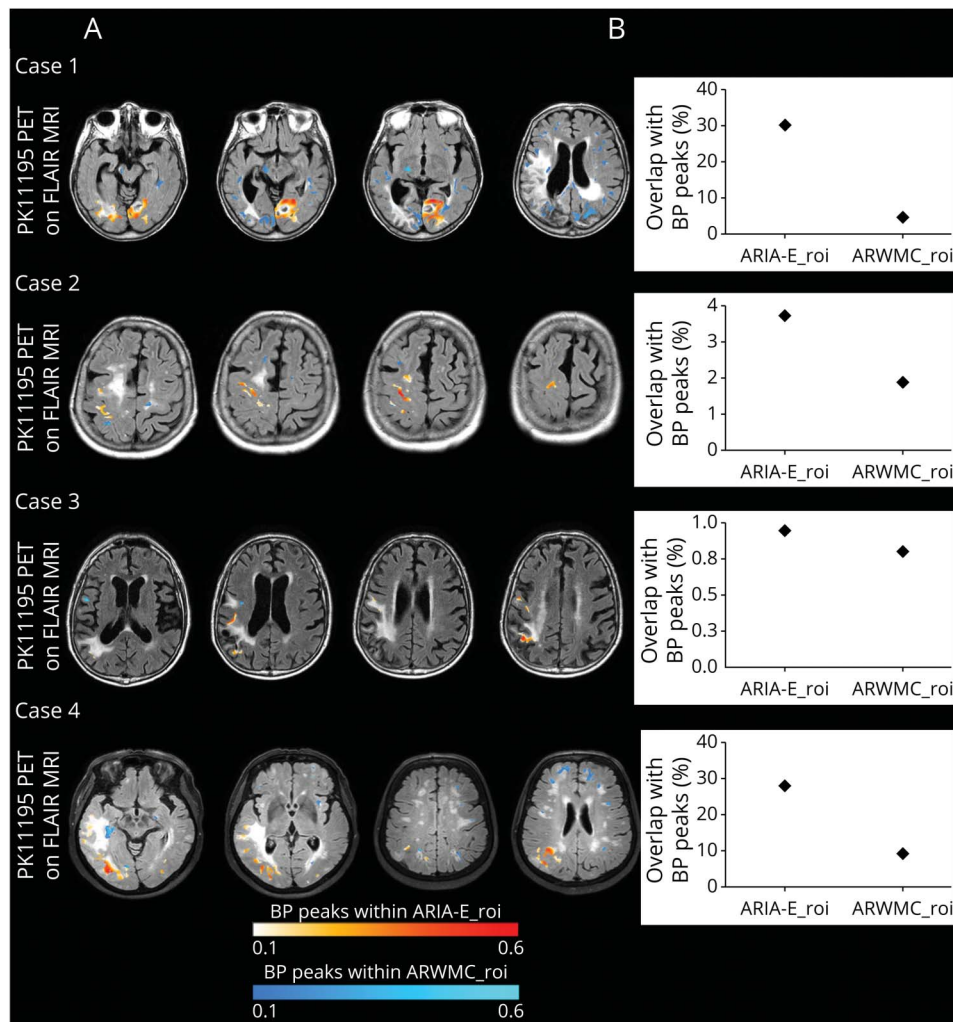 A
B
Case 1
PK11195 PET
on FLAIR MRI
Overlap with
BP peaks (%)
40
30
20
10
0
ARIA-E_roi
ARWMC_roi
Case 2
PK11195 PET
on FLAIR MRI
Overlap with
BP peaks (%)
4
3
2
1
0
ARIA-E_roi
ARWMC_roi
Case 3
PK11195 PET
on FLAIR MRI
Overlap with
BP peaks (%)
1.0
0.8
0.5
0.3
0.0
ARIA-E_roi
ARWMC_roi
Case 4
PK11195 PET
on FLAIR MRI
Overlap with
BP peaks (%)
40
30
20
10
0
ARIA-E_roi
ARWMC_roi
BP peaks within ARIA-E_roi
0.1 0.6
BP peaks within ARWMC_roi
0.1 0.6